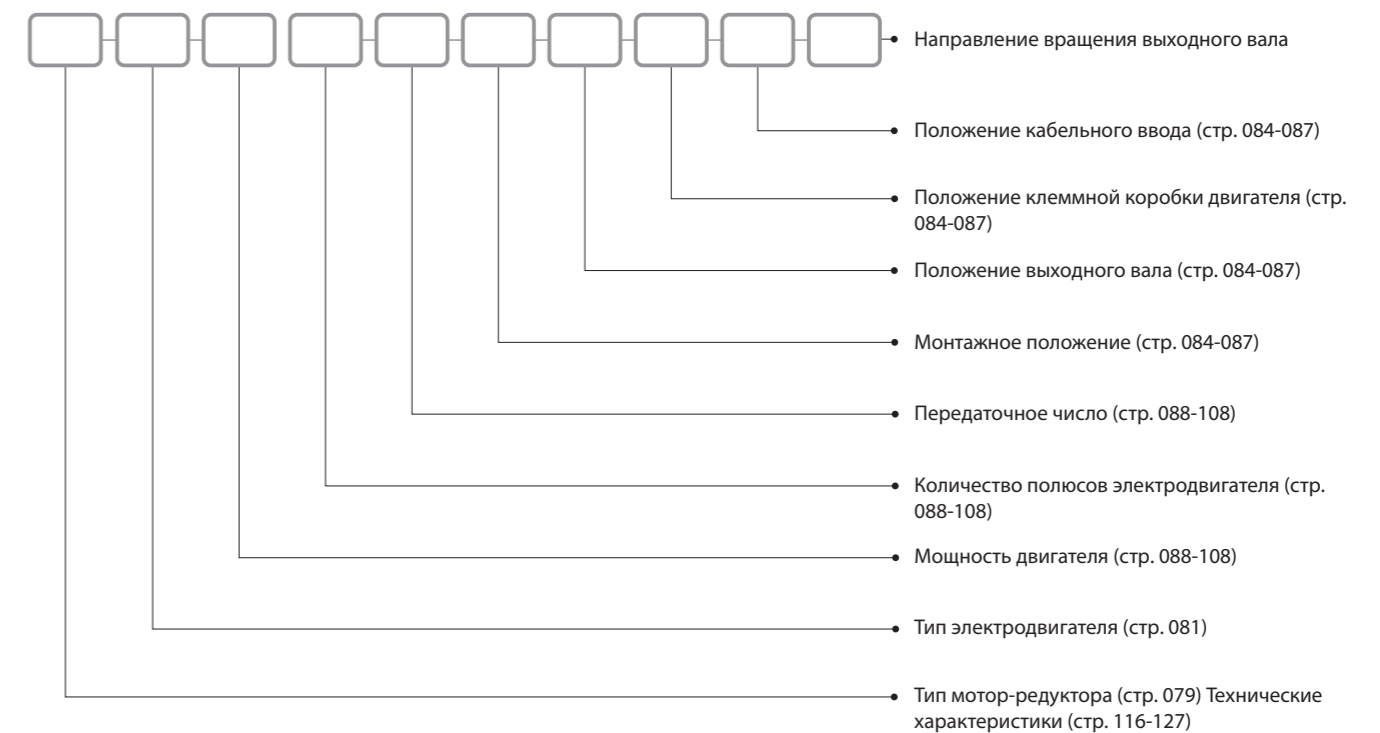 Направление вращения выходного вала
Положение кабельного ввода (стр. 084-087)
Положение клеммной коробки двигателя (стр.
084-087)
Положение выходного вала (стр. 084-087)
Монтажное положение (стр. 084-087)
Передаточное число (стр. 088-108)
Количество полюсов электродвигателя (стр.
088-108)
Мощность двигателя (стр. 088-108)
Тип электродвигателя (стр. 081)
Тип мотор-редуктора (стр. 079) Технические
характеристики (стр. 116-127)